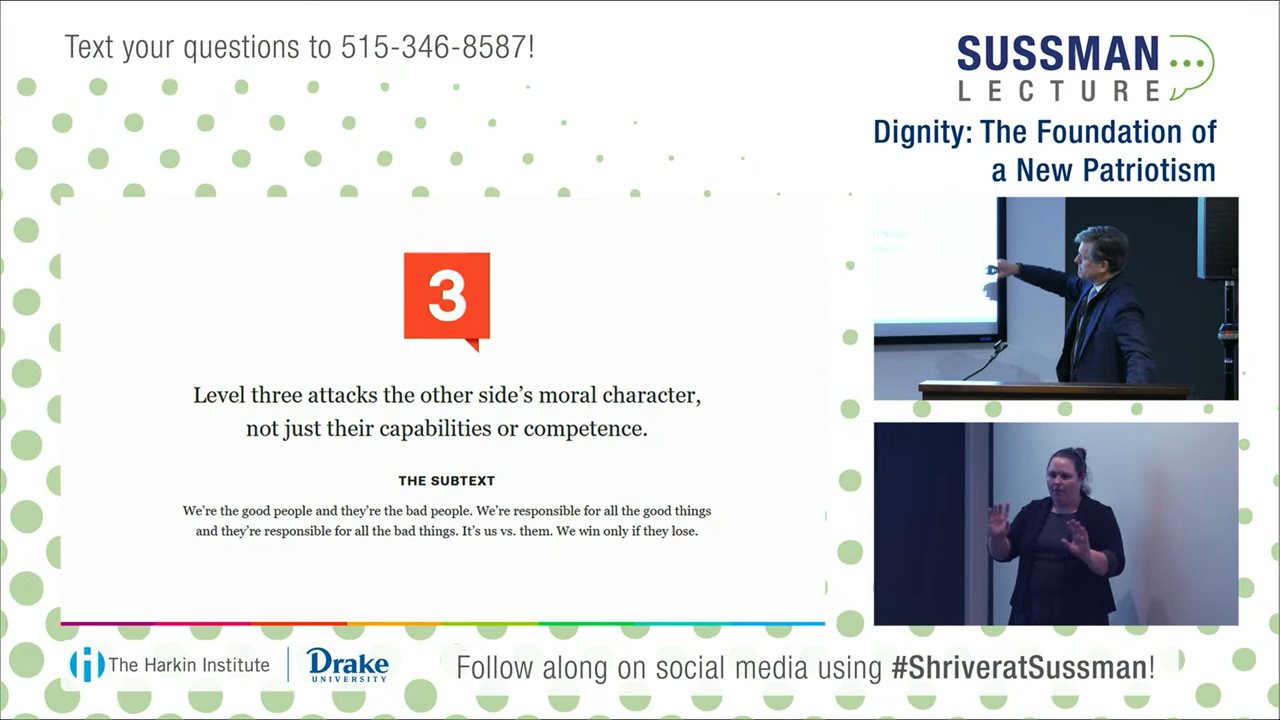 Text your questions to 515-346-8587!
SUSSMAN
LECTURE
Dignity: The Foundation of
a New Patriotism
3
Level three attacks the other side’s moral character,
not just their capabilities or competence.
THE SUBTEXT
We’re the good people and they’re the bad people. We’re responsible for all the good things
and they’re responsible for all the bad things. It’s us vs. them. We win only if they lose.
The Harkin Institute
Drake
UNIVERSITY
Follow along on social media using #ShriveratSussman!